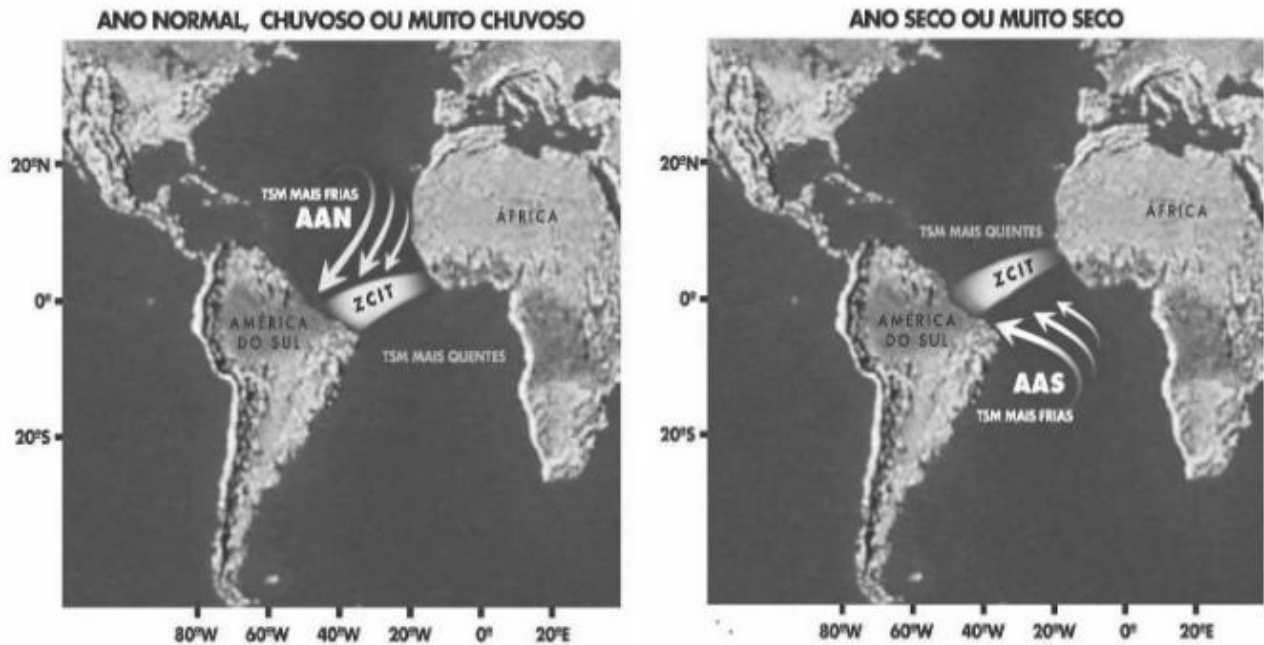 ANO NORMAL, CHUVOSO OU MUITO CHUVOSO
20ºN
0º
20ºS
TSM MAIS FRIAS
AAN
ÁFRICA
ZCIT
AMÉRICA
DO SUL
TSM MAIS QUENTES
80ºW
60ºW
40ºW
20ºW
0º
20ºE
ANO SECO OU MUITO SECO
20ºN
0º
20ºS
ÁFRICA
TSM MAIS QUENTES
ZCIT
AMÉRICA
DO SUL
AAS
TSM MAIS FRIAS
80ºW
60ºW
40ºW
20ºW
0º
20ºE